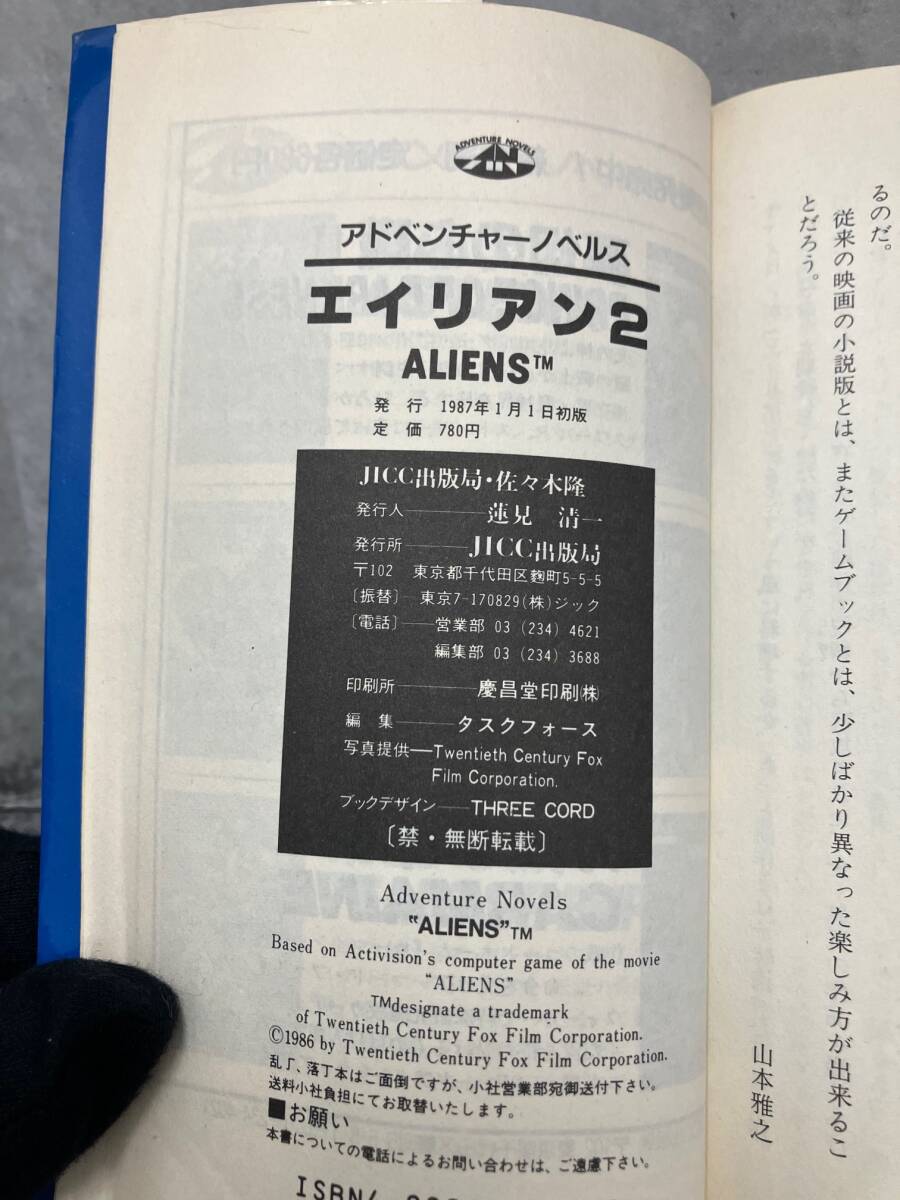 ADVENTURE NOVELS
アドベンチャーノベルス
エイリアン2
ALIENS™
発 行 1987年1月1日初版
定 価 780円
JICC出版局・佐々木隆
発行人 蓮見 清一
発行所 JICC出版局
〒102 東京都千代田区麴町5-5-5
〔振替〕 東京7-170829(株)ジック
〔電話〕 営業部 03 (234) 4621
編集部 03 (234) 3688
印刷所 慶昌堂印刷(株)
編 集 タスクフォース
写真提供 Twentieth Century Fox
Film Corporation.
ブックデザイン THREE CORD
〔禁・無断転載〕
Adventure Novels
"ALIENS"™
Based on Activision's computer game of the movie
"ALIENS"
™designate a trademark
of Twentieth Century Fox Film Corporation.
©1986 by Twentieth Century Fox Film Corporation.
乱丁、落丁本はご面倒ですが、小社営業部宛御送付下さい。
送料小社負担にてお取替いたします。
■お願い
本書についての電話によるお問い合わせは、ご遠慮下さい。
るのだ。
従来の映画の小説版とは、またゲームブックとは、少しばかり異なった楽しみ方が出来るこ
とだろう。
山本雅之